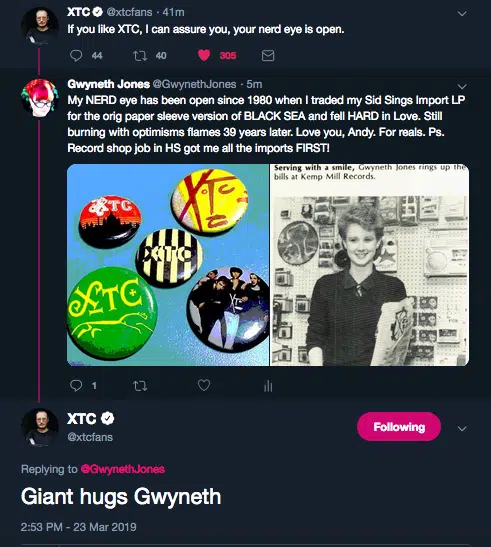 XTC @xtcfans · 41m
If you like XTC, I can assure you, your nerd eye is open.
44 40 305
Gwyneth Jones @GwynethJones · 5m
My NERD eye has been open since 1980 when I traded my Sid Sings Import LP
for the orig paper sleeve version of BLACK SEA and fell HARD in Love. Still
burning with optimisms flames 39 years later. Love you, Andy. For reals. Ps.
Record shop job in HS got me all the imports FIRST!
Serving with a smile, Gwyneth Jones rings up the
bills at Kemp Mill Records.
XTC
XTC
XTC
XTC
XTC
1
XTC
@xtcfans
Following
Replying to @GwynethJones
Giant hugs Gwyneth
2:53 PM - 23 Mar 2019